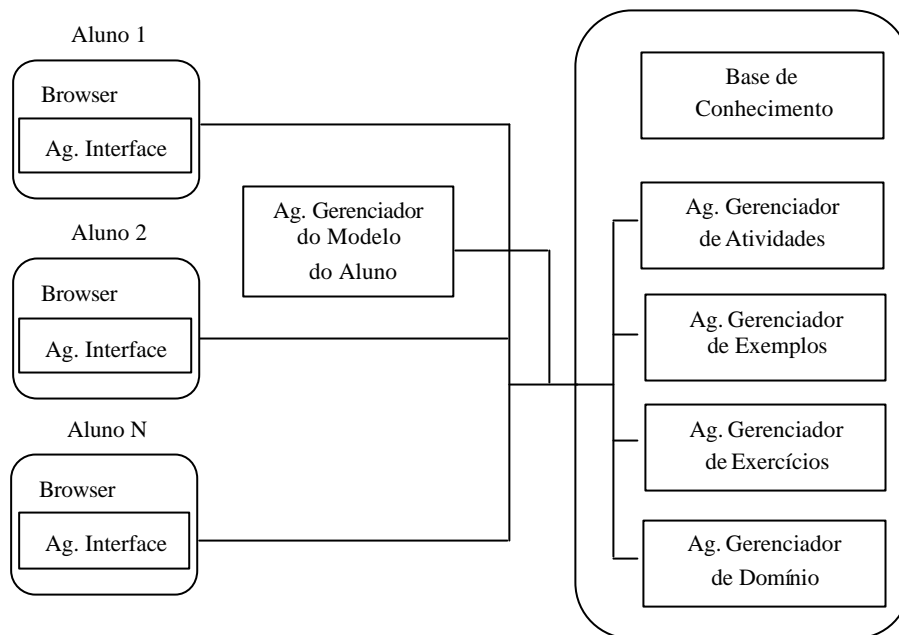 Aluno 1
Browser
Ag. Interface
Aluno 2
Browser
Ag. Interface
Aluno N
Browser
Ag. Interface
Ag. Gerenciador
do Modelo
do Aluno
Base de
Conhecimento
Ag. Gerenciador
de Atividades
Ag. Gerenciador
de Exemplos
Ag. Gerenciador
de Exercícios
Ag. Gerenciador
de Domínio